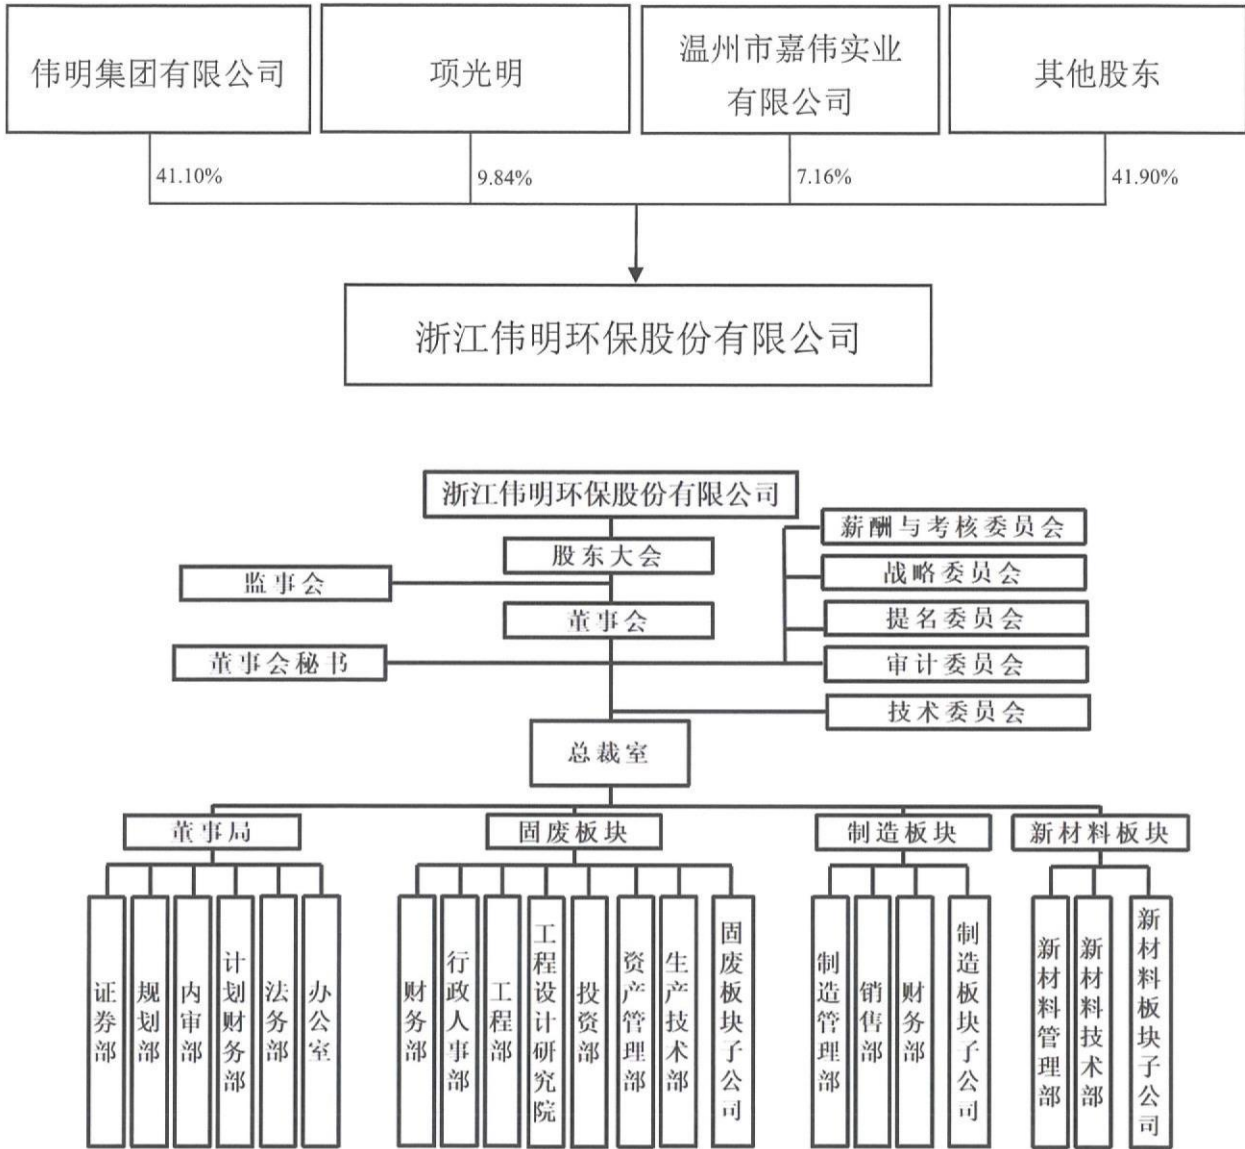 伟明集团有限公司
项光明
温州市嘉伟实业
有限公司
其他股东
41.10%
9.84%
7.16%
41.90%
浙江伟明环保股份有限公司
浙江伟明环保股份有限公司
股东大会
监事会
董事会
董事会秘书
薪酬与考核委员会
战略委员会
提名委员会
审计委员会
技术委员会
总裁室
董事局
固废板块
制造板块
新材料板块
证券部
规划部
内审部
计划财务部
法务部
办公室
财务部
行政人事部
工程部
工程设计研究院
投资部
资产管理部
生产技术部
固废板块子公司
制造管理部
销售部
财务部
制造板块子公司
新材料管理部
新材料技术部
新材料板块子公司